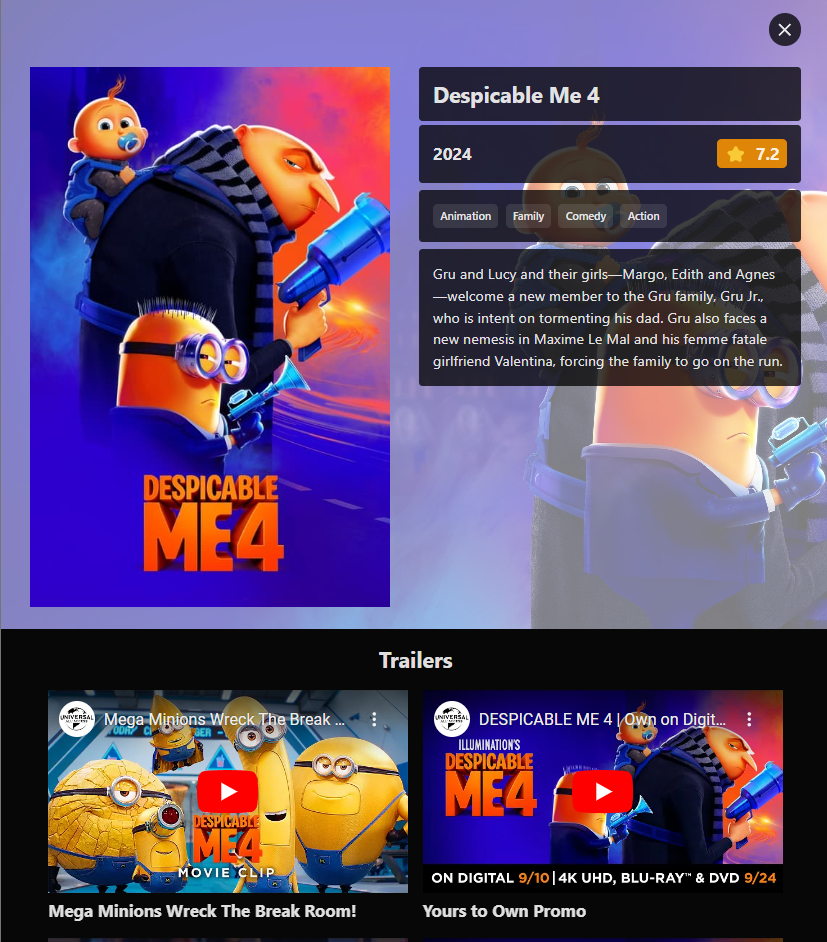 Despicable Me 4
2024
7.2
Animation Family Comedy Action
Gru and Lucy and their girls—Margo, Edith and Agnes
—welcome a new member to the Gru family, Gru Jr.,
who is intent on tormenting his dad. Gru also faces a
new nemesis in Maxime Le Mal and his femme fatale
girlfriend Valentina, forcing the family to go on the run.
DESPICABLE
ME4
Trailers
UNIVERSAL
Mega Minions Wreck The Break ...
DESPICABLE
ME4
MOVIE CLIP
Mega Minions Wreck The Break Room!
UNIVERSAL
DESPICABLE ME 4 | Own on Digit...
ILLUMINATION'S
DESPICABLE
ME4
ON DIGITAL 9/10 | 4K UHD, BLU-RAY™ & DVD 9/24
Yours to Own Promo